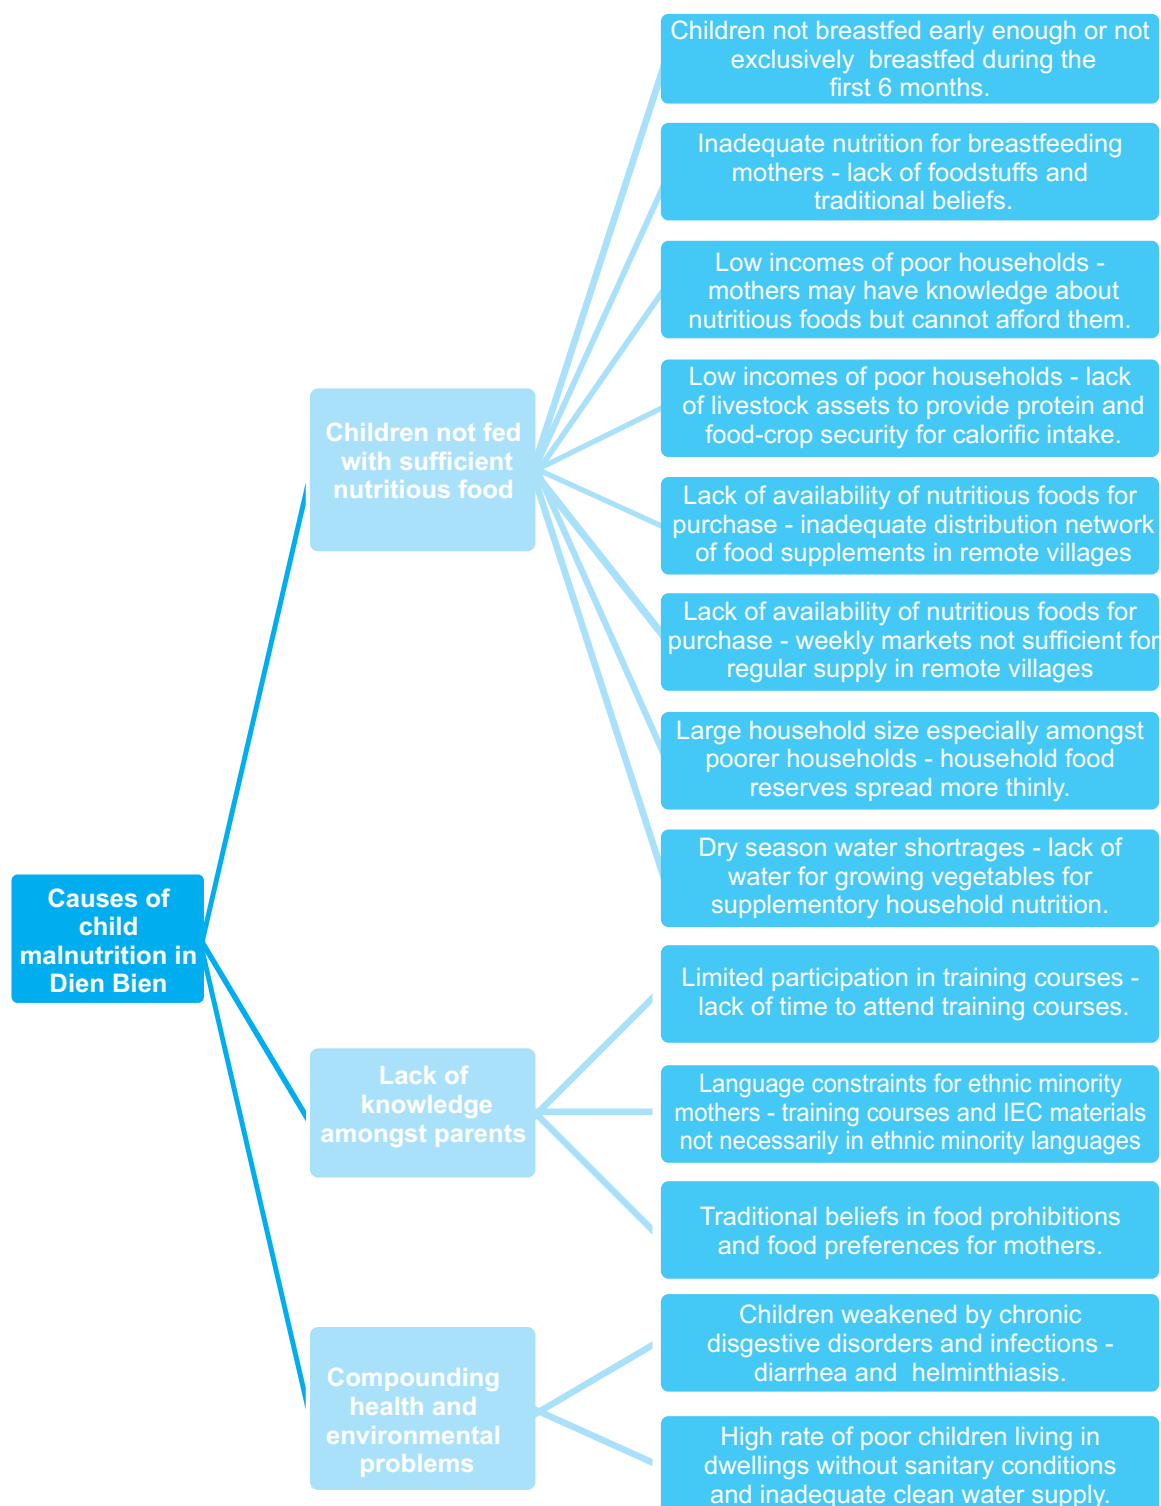 Children not breastfed early enough or not
exclusively breastfed during the
first 6 months.
Inadequate nutrition for breastfeeding
mothers - lack of foodstuffs and
traditional beliefs.
Low incomes of poor households -
mothers may have knowledge about
nutritious foods but cannot afford them.
Low incomes of poor households - lack
of livestock assets to provide protein and
food-crop security for calorific intake.
Children not fed
with sufficient
nutritious food
Lack of availability of nutritious foods for
purchase - inadequate distribution network
of food supplements in remote villages
Lack of availability of nutritious foods for
purchase - weekly markets not sufficient for
regular supply in remote villages
Large household size especially amongst
poorer households - household food
reserves spread more thinly.
Dry season water shortrages - lack of
water for growing vegetables for
supplementory household nutrition.
Causes of
child
malnutrition in
Dien Bien
Limited participation in training courses -
lack of time to attend training courses.
Lack of
knowledge
amongst parents
Language constraints for ethnic minority
mothers - training courses and IEC materials
not necessarily in ethnic minority languages
Traditional beliefs in food prohibitions
and food preferences for mothers.
Children weakened by chronic
disgestive disorders and infections -
diarrhea and helminthiasis.
Compounding
health and
environmental
problems
High rate of poor children living in
dwellings without sanitary conditions
and inadequate clean water supply.